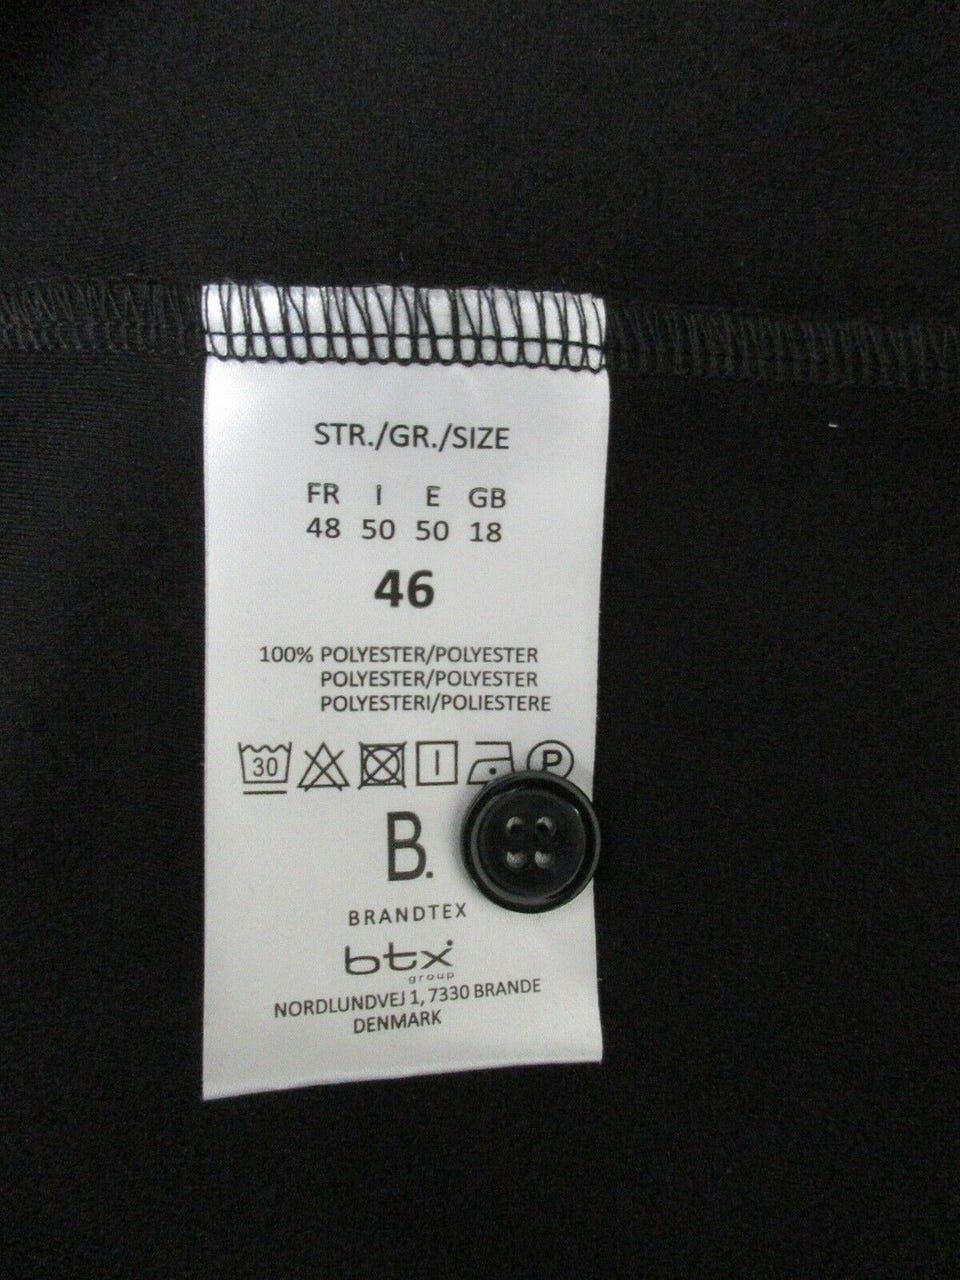 STR./GR./SIZE
FR I E GB
48 50 50 18
46
100% POLYESTER/POLYESTER
POLYESTER/POLYESTER
POLYESTERI/POLIESTERE
30 P
B.
BRANDTEX
btx
group
NORDLUNDVEJ 1, 7330 BRANDE
DENMARK